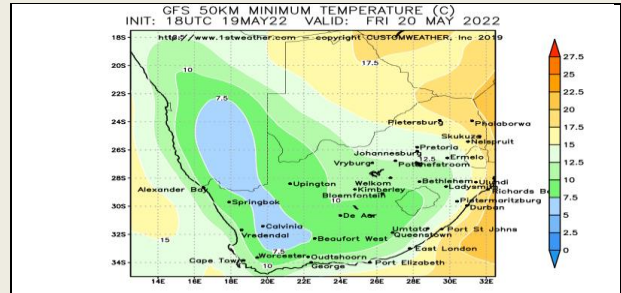 GFS 50KM MINIMUM TEMPERATURE (C)
INIT: 18UTC 19MAY22 VALID: FRI 20 MAY 2022
http://www.1stweather.com — copyright CUSTOMWEATHER, Inc 2019
18S
20S
22S
24S
26S
28S
30S
32S
34S
10
17.5
7.5
Pietersburg
Phalaborwa
Skukuza
Nelspruit
Pretoria
Johannesburg
12.5
Ermelo
Vryburg
Potchefstroom
Alexander Bay
Upington
Welkom
Bethlehem
Ulundi
Kimberley
Ladysmith
Bloemfontein
Richards
10
Springbok
Pietermaritzburg
De Aar
Durban
Calvinia
Umtata
Port St Johns
15
Vredendal
Queenstown
Beaufort West
7.5
East London
Worcester
Oudtshoorn
Cape Town
10
George
Port Elizabeth
14E 16E 18E 20E 22E 24E 26E 28E 30E 32E
27.5
25
22.5
20
17.5
15
12.5
10
7.5
5
2.5
0